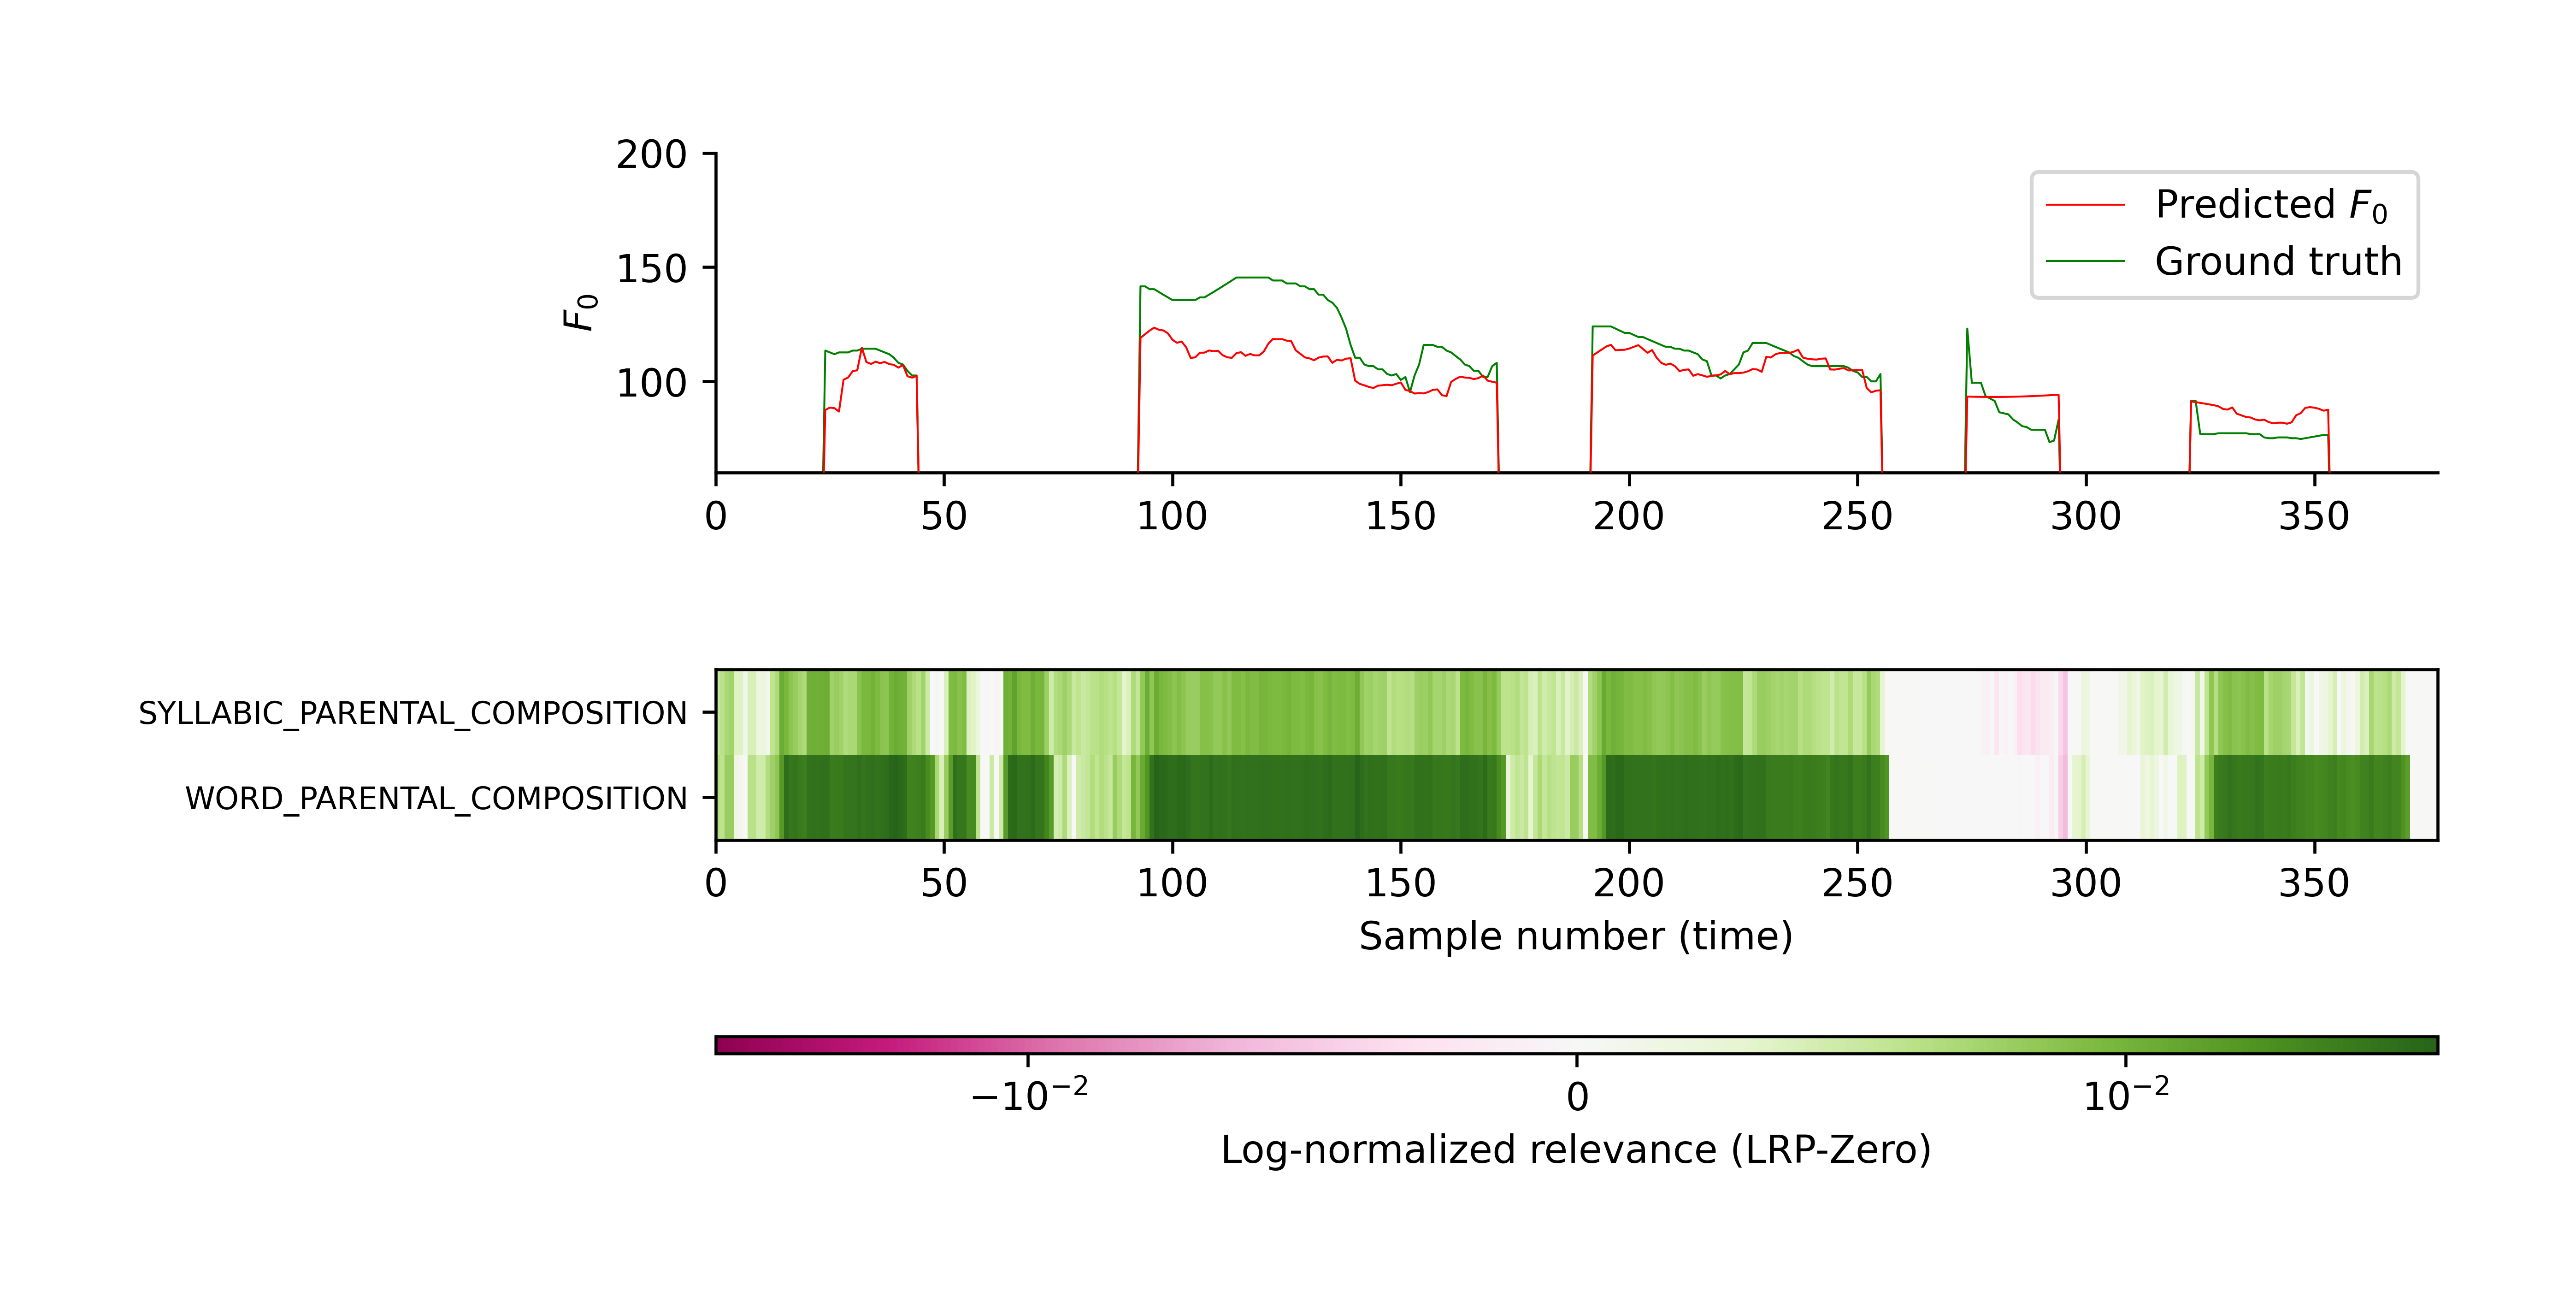 200
150
100
F₀
Predicted F₀
Ground truth
0 50 100 150 200 250 300 350
SYLLABIC_PARENTAL_COMPOSITION
WORD_PARENTAL_COMPOSITION
0 50 100 150 200 250 300 350
Sample number (time)
−10⁻² 0 10⁻²
Log-normalized relevance (LRP-Zero)